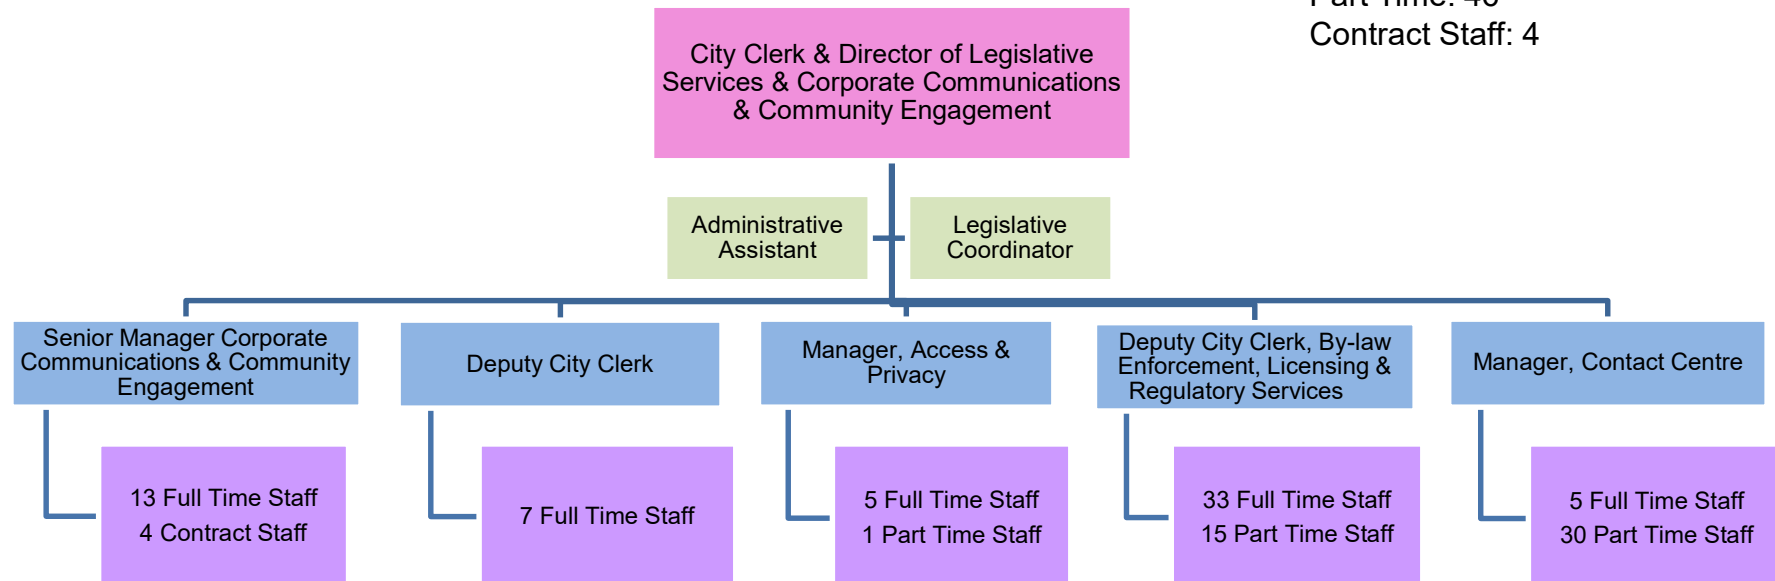 Part Time: 46
Contract Staff: 4
City Clerk & Director of Legislative
Services & Corporate Communications
& Community Engagement
Administrative
Assistant
Legislative
Coordinator
Senior Manager Corporate
Communications & Community
Engagement
Deputy City Clerk
Manager, Access &
Privacy
Deputy City Clerk, By-law
Enforcement, Licensing &
Regulatory Services
Manager, Contact Centre
13 Full Time Staff
4 Contract Staff
7 Full Time Staff
5 Full Time Staff
1 Part Time Staff
33 Full Time Staff
15 Part Time Staff
5 Full Time Staff
30 Part Time Staff